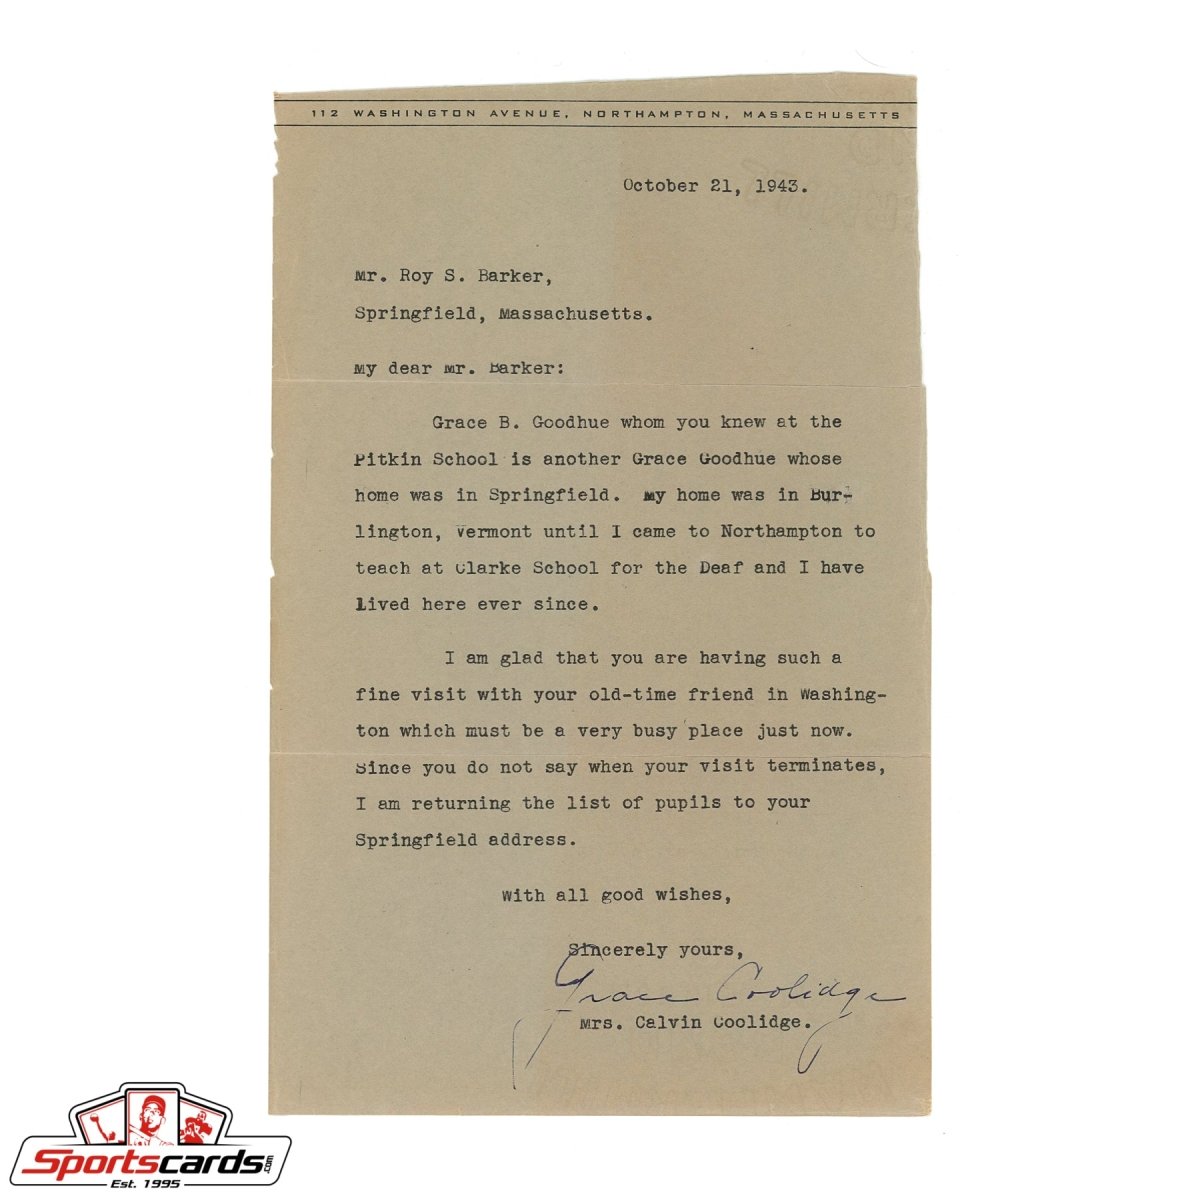 112 WASHINGTON AVENUE, NORTHAMPTON, MASSACHUSETTS
October 21, 1943.
Mr. Roy S. Barker,
Springfield, Massachusetts.
My dear Mr. Barker:
Grace B. Goodhue whom you knew at the
Pitkin School is another Grace Goodhue whose
home was in Springfield. My home was in Bur-
lington, Vermont until I came to Northampton to
teach at Clarke School for the Deaf and I have
lived here ever since.
I am glad that you are having such a
fine visit with your old-time friend in Washing-
ton which must be a very busy place just now.
Since you do not say when your visit terminates,
I am returning the list of pupils to your
Springfield address.
With all good wishes,
Sincerely yours,
Grace Coolidge
Mrs. Calvin Coolidge.
Sportscards.com
Est. 1995